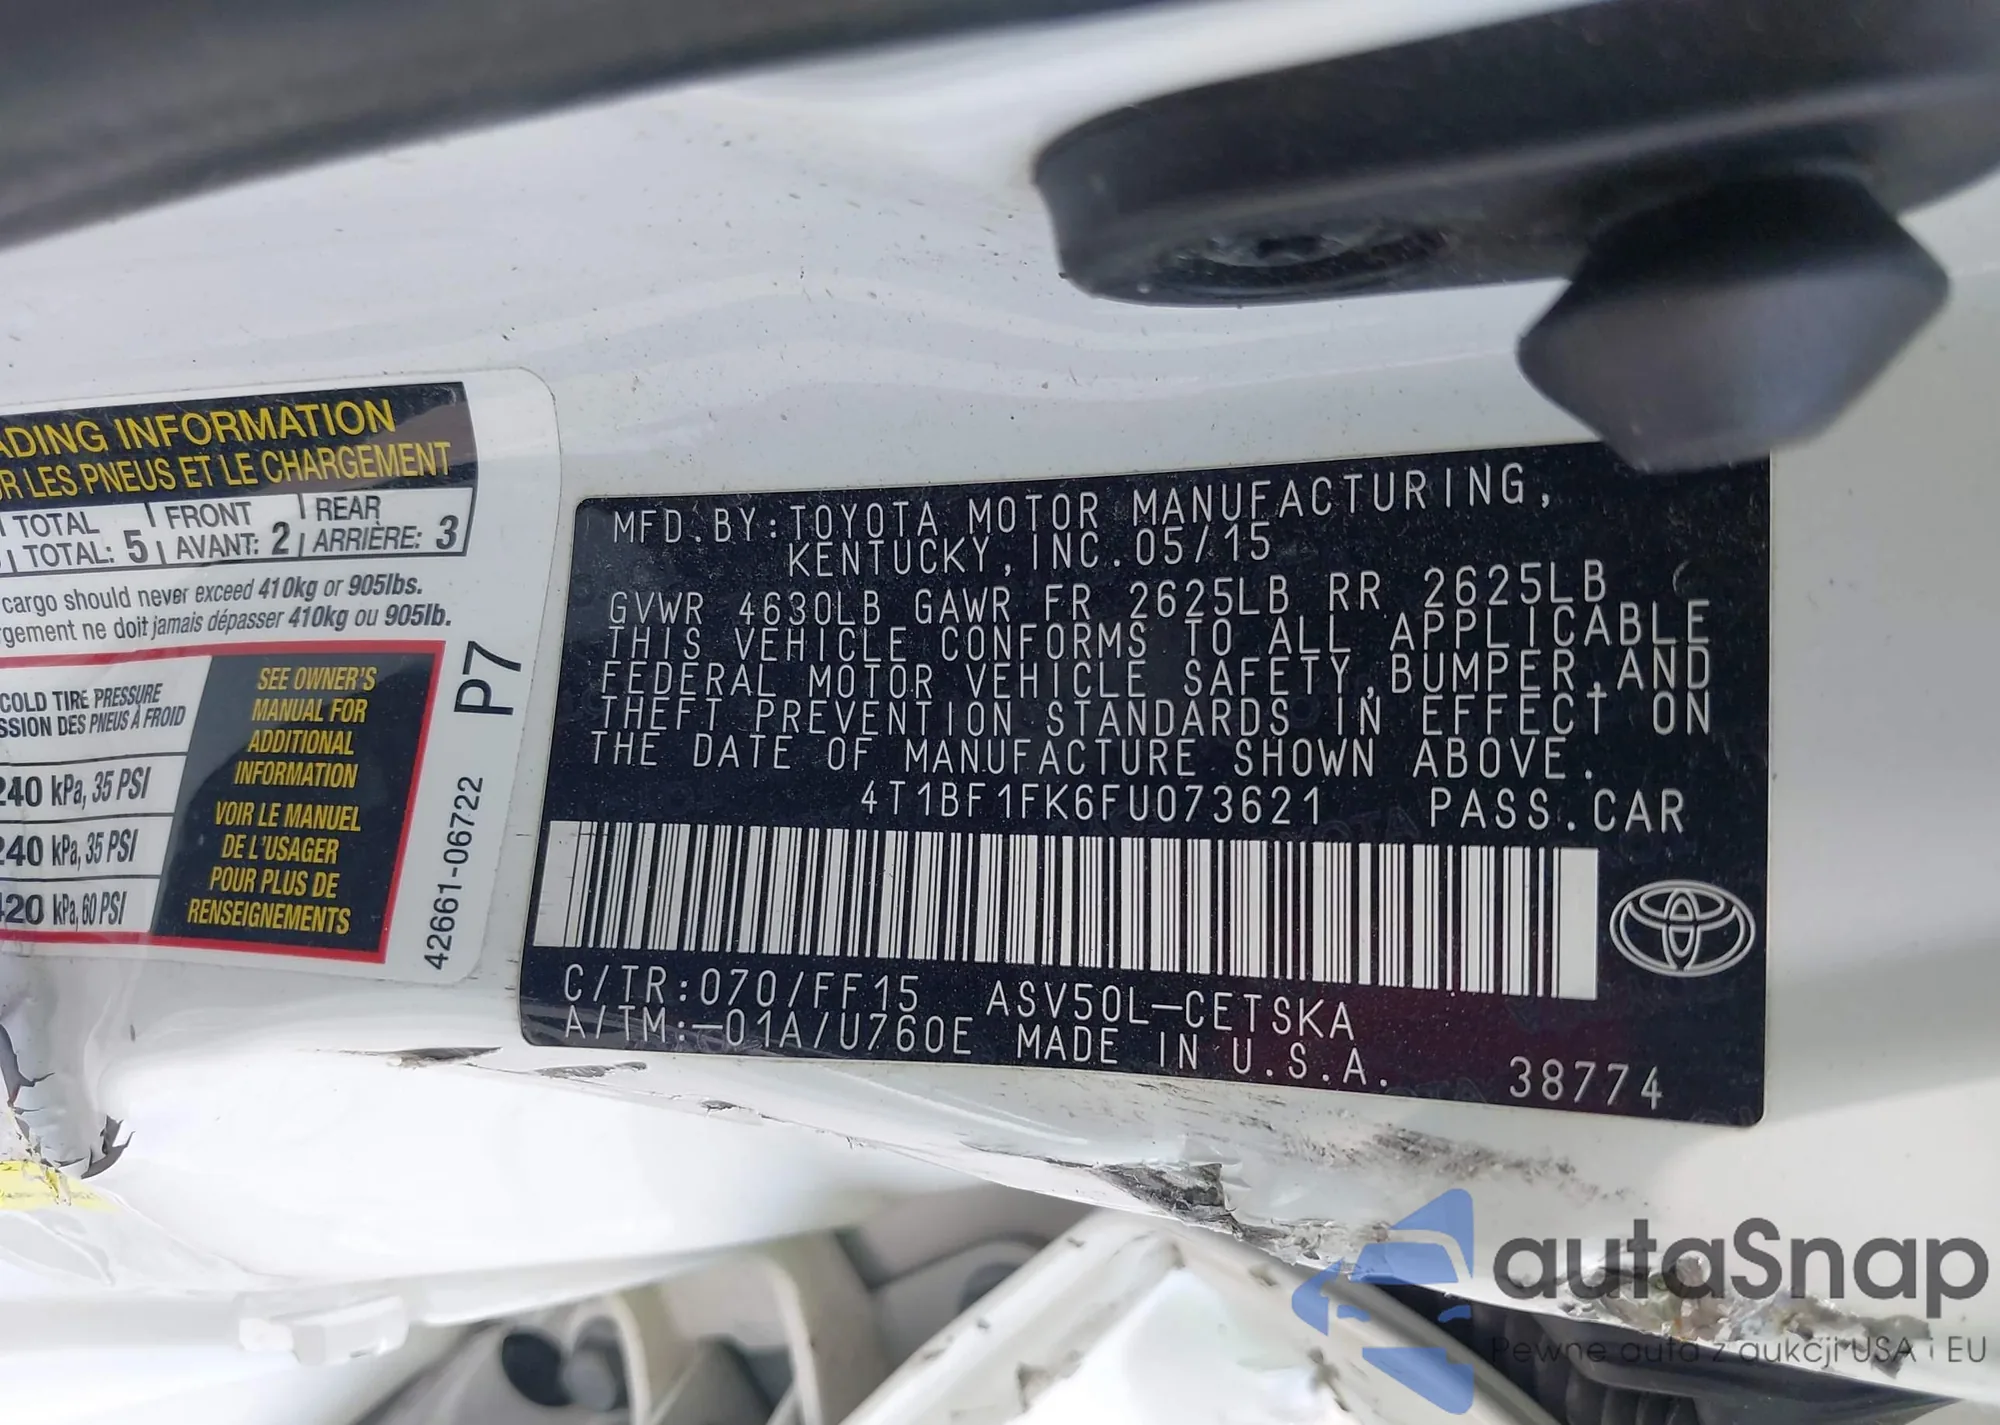 ADING INFORMATION
R LES PNEUS ET LE CHARGEMENT
TOTAL FRONT REAR
TOTAL: 5 AVANT: 2 ARRIÈRE: 3
cargo should never exceed 410kg or 905lbs.
rgement ne doit jamais dépasser 410kg ou 905lb.
COLD TIRE PRESSURE
SSION DES PNEUS À FROID
240 kPa, 35 PSI
240 kPa, 35 PSI
420 kPa, 60 PSI
SEE OWNER'S
MANUAL FOR
ADDITIONAL
INFORMATION
VOIR LE MANUEL
DE L'USAGER
POUR PLUS DE
RENSEIGNEMENTS
42661-06722 P7
MFD.BY:TOYOTA MOTOR MANUFACTURING,
KENTUCKY,INC.05/15
GVWR 4630LB GAWR FR 2625LB RR 2625LB
THIS VEHICLE CONFORMS TO ALL APPLICABLE
FEDERAL MOTOR VEHICLE SAFETY,BUMPER,AND
THEFT PREVENTION STANDARDS IN EFFECT ON
THE DATE OF MANUFACTURE SHOWN ABOVE.
4T1BF1FK6FU073621 PASS.CAR
C/TR:070/FF15 ASV50L-CETSKA
A/TM:-01A/U760E MADE IN U.S.A.
38774
autaSnap
Pewne auta z aukcji USA i EU